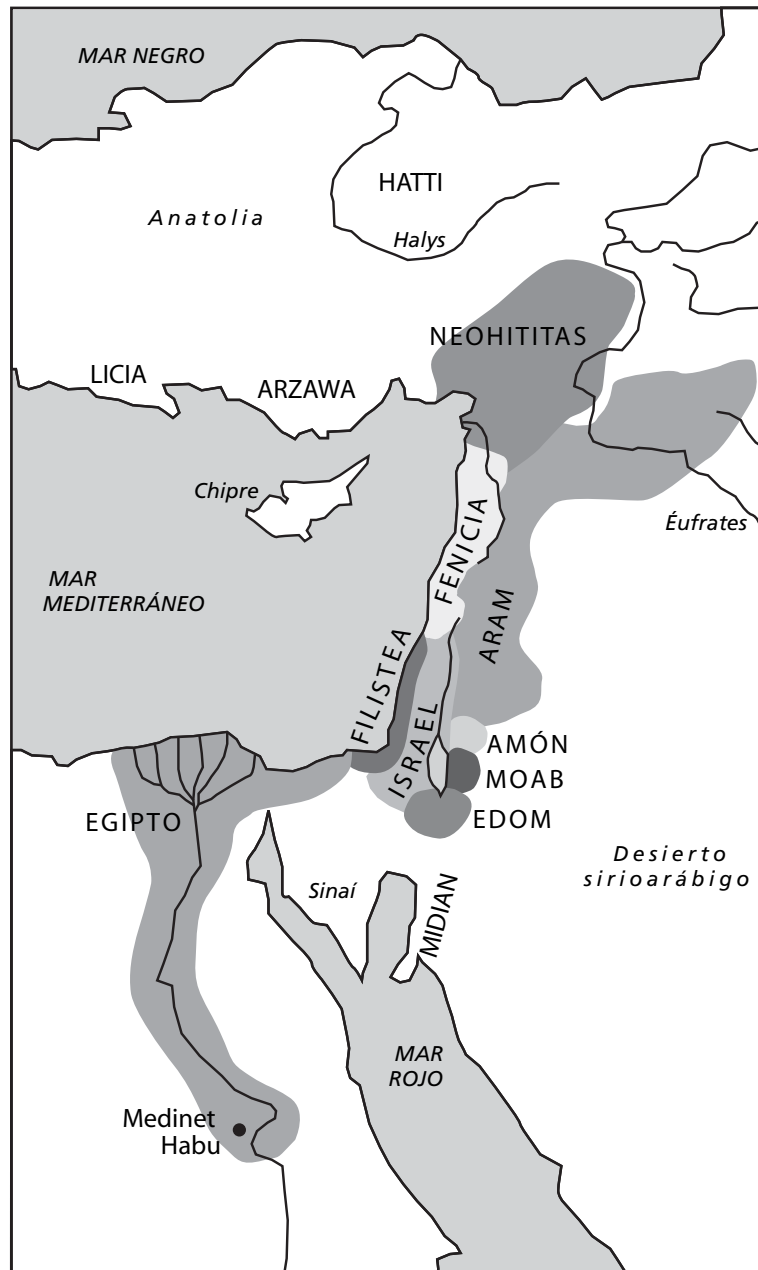 MAR NEGRO
HATTI
Anatolia
Halys
NEOHITITAS
LICIA
ARZAWA
Chipre
Éufrates
FENICIA
MAR
MEDITERRÁNEO
ARAM
FILISTEA
ISRAEL
AMÓN
MOAB
EDOM
EGIPTO
Desierto
sirioarábigo
Sinaí
MIDIAN
MAR
ROJO
Medinet
Habu